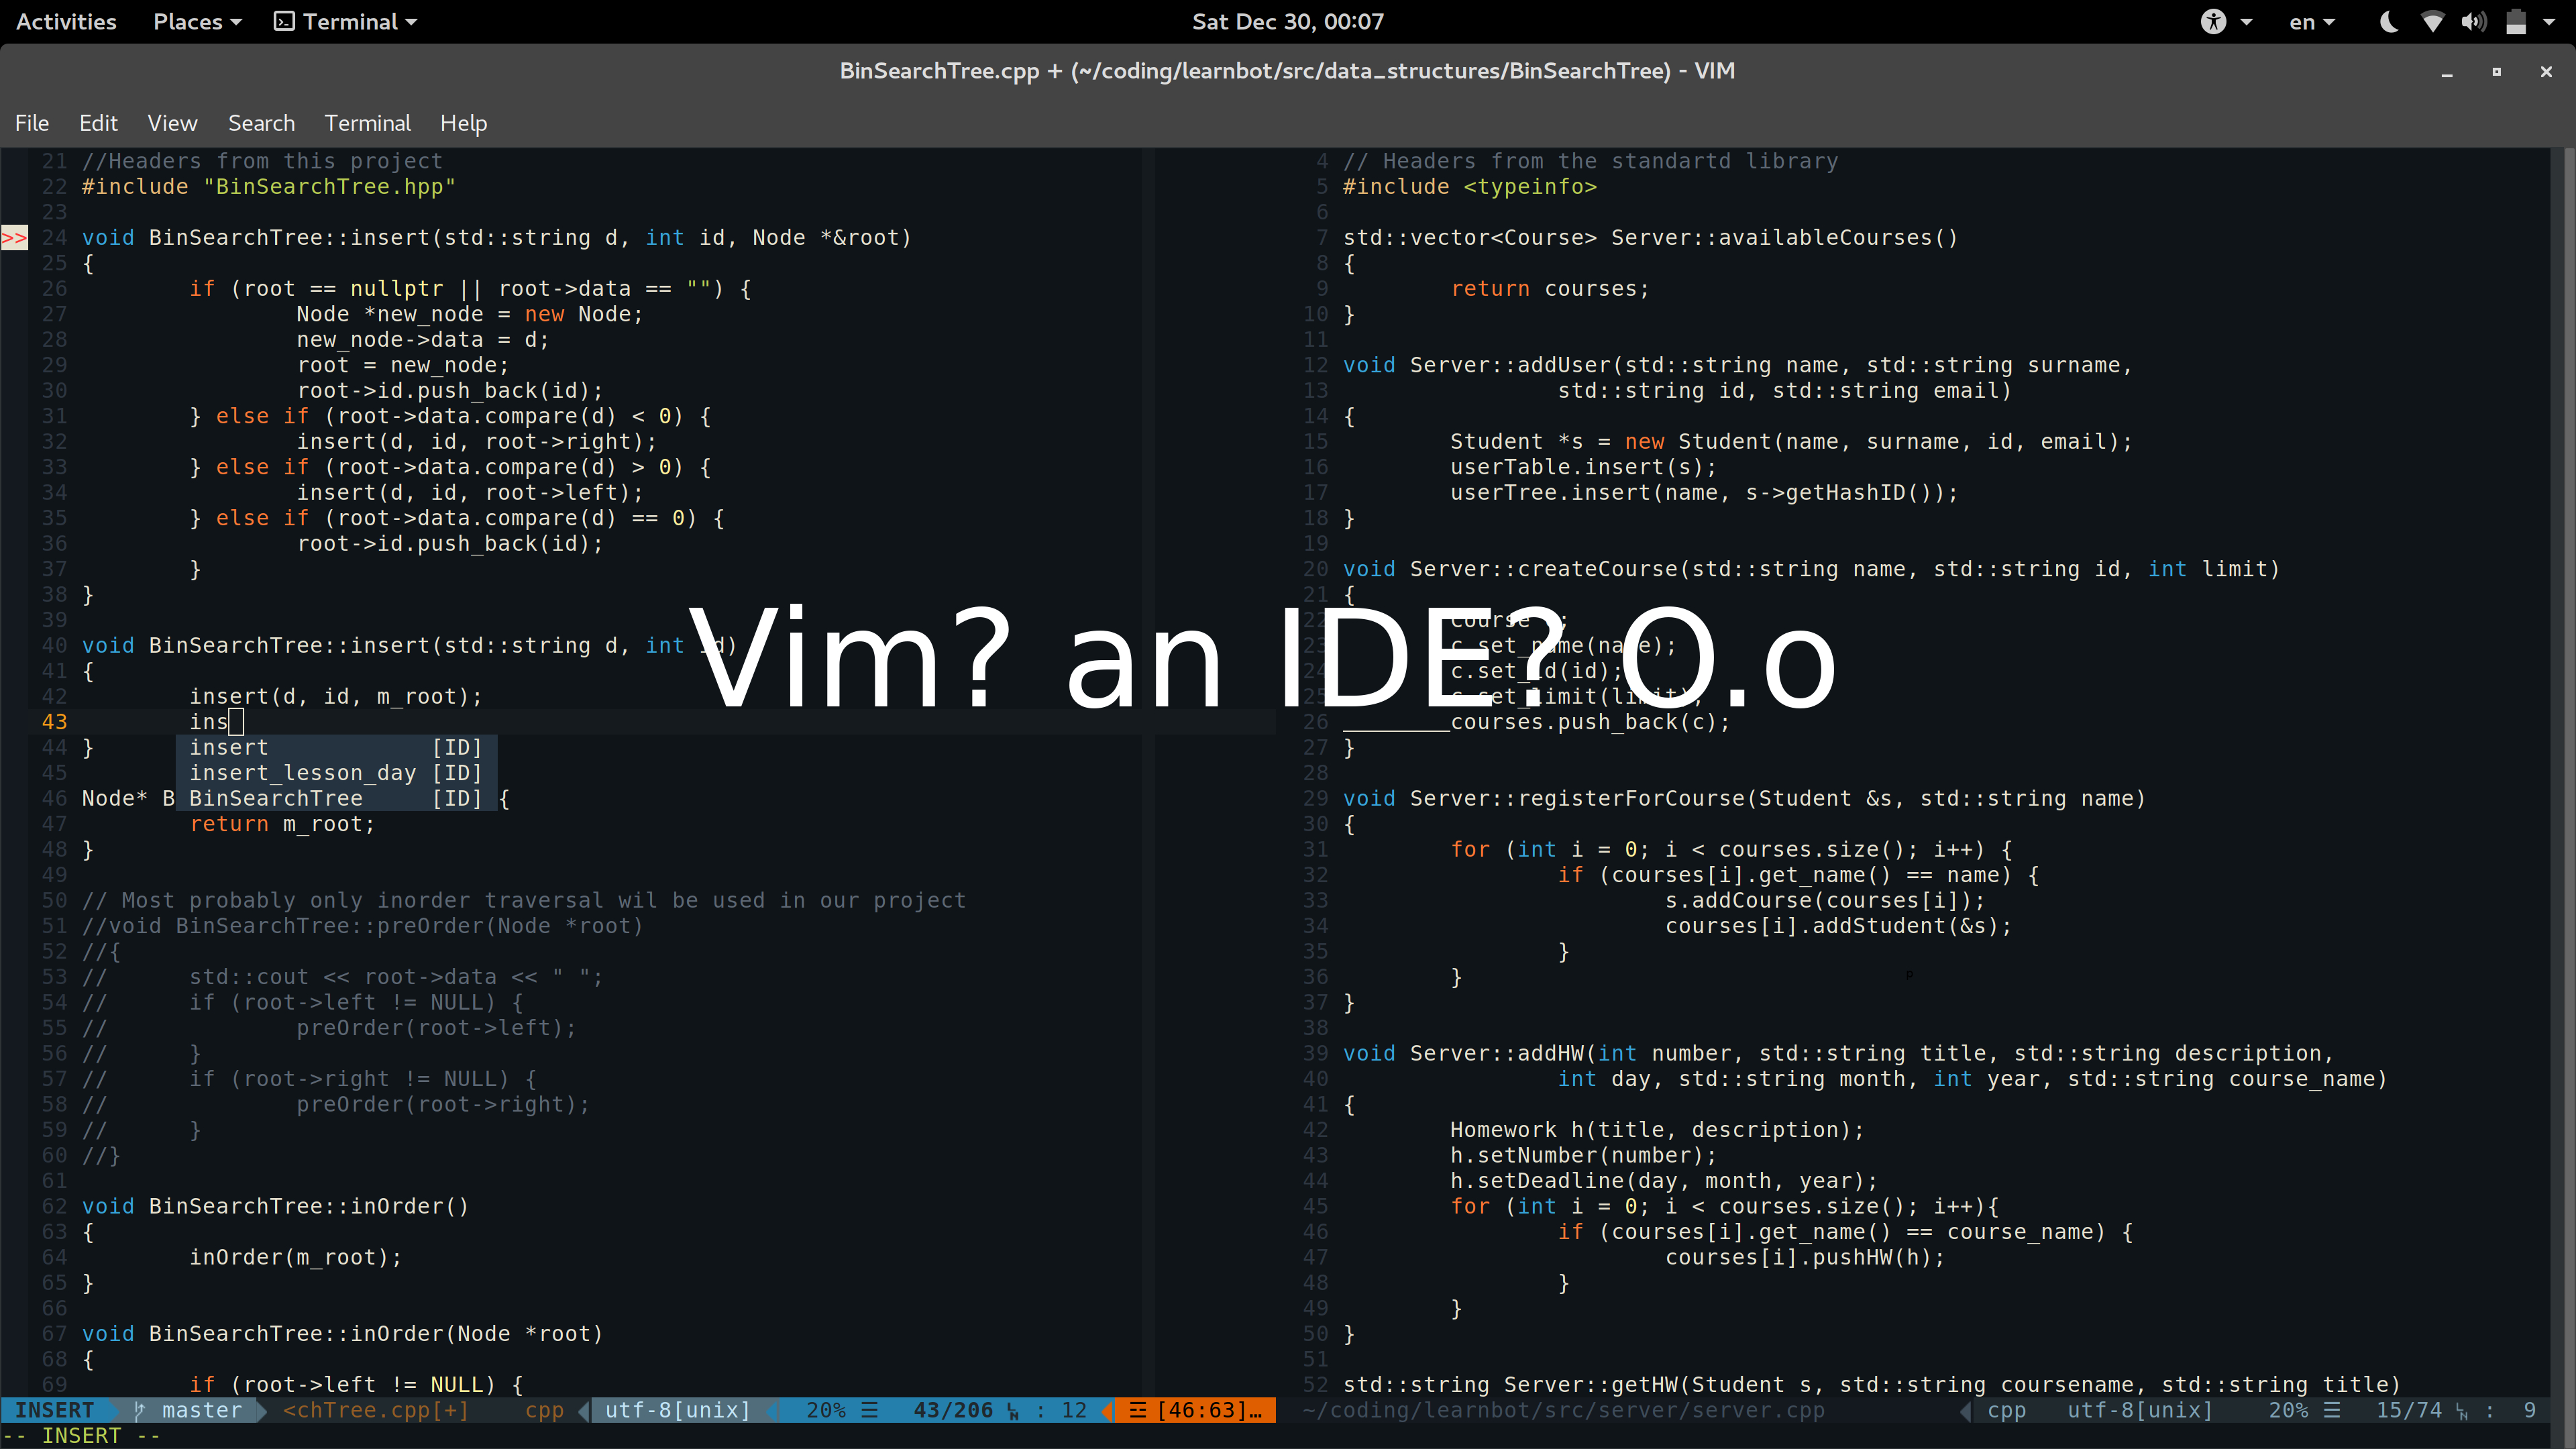 Activities Places Terminal Sat Dec 30, 00:07 en
BinSearchTree.cpp + (~/coding/learnbot/src/data_structures/BinSearchTree) - VIM
File Edit View Search Terminal Help
21 //Headers from this project
22 #include "BinSearchTree.hpp"
23
>> 24 void BinSearchTree::insert(std::string d, int id, Node *&root)
25 {
26 if (root == nullptr || root->data == "") {
27 Node *new_node = new Node;
28 new_node->data = d;
29 root = new_node;
30 root->id.push_back(id);
31 } else if (root->data.compare(d) < 0) {
32 insert(d, id, root->right);
33 } else if (root->data.compare(d) > 0) {
34 insert(d, id, root->left);
35 } else if (root->data.compare(d) == 0) {
36 root->id.push_back(id);
37 }
38 }
39
40 void BinSearchTree::insert(std::string d, int id)
41 {
42 insert(d, id, m_root);
43 ins
44 } insert [ID]
45 insert_lesson_day [ID]
46 Node* B BinSearchTree [ID] {
47 return m_root;
48 }
49
50 // Most probably only inorder traversal wil be used in our project
51 //void BinSearchTree::preOrder(Node *root)
52 //{
53 // std::cout << root->data << " ";
54 // if (root->left != NULL) {
55 // preOrder(root->left);
56 // }
57 // if (root->right != NULL) {
58 // preOrder(root->right);
59 // }
60 //}
61
62 void BinSearchTree::inOrder()
63 {
64 inOrder(m_root);
65 }
66
67 void BinSearchTree::inOrder(Node *root)
68 {
69 if (root->left != NULL) {
INSERT master <chTree.cpp[+] cpp utf-8[unix] 20% ☰ 43/206 : 12 ☲ [46:63]…
-- INSERT --
Vim? an IDE? O.o
4 // Headers from the standartd library
5 #include <typeinfo>
6
7 std::vector<Course> Server::availableCourses()
8 {
9 return courses;
10 }
11
12 void Server::addUser(std::string name, std::string surname,
13 std::string id, std::string email)
14 {
15 Student *s = new Student(name, surname, id, email);
16 userTable.insert(s);
17 userTree.insert(name, s->getHashID());
18 }
19
20 void Server::createCourse(std::string name, std::string id, int limit)
21 {
22 Course
23 c.set_name(name);
24 c.set_id(id);
25 c.set_limit(limit);
26 courses.push_back(c);
27 }
28
29 void Server::registerForCourse(Student &s, std::string name)
30 {
31 for (int i = 0; i < courses.size(); i++) {
32 if (courses[i].get_name() == name) {
33 s.addCourse(courses[i]);
34 courses[i].addStudent(&s);
35 }
36 }
37 }
38
39 void Server::addHW(int number, std::string title, std::string description,
40 int day, std::string month, int year, std::string course_name)
41 {
42 Homework h(title, description);
43 h.setNumber(number);
44 h.setDeadline(day, month, year);
45 for (int i = 0; i < courses.size(); i++){
46 if (courses[i].get_name() == course_name) {
47 courses[i].pushHW(h);
48 }
49 }
50 }
51
52 std::string Server::getHW(Student s, std::string coursename, std::string title)
~/coding/learnbot/src/server/server.cpp cpp utf-8[unix] 20% ☰ 15/74 : 9